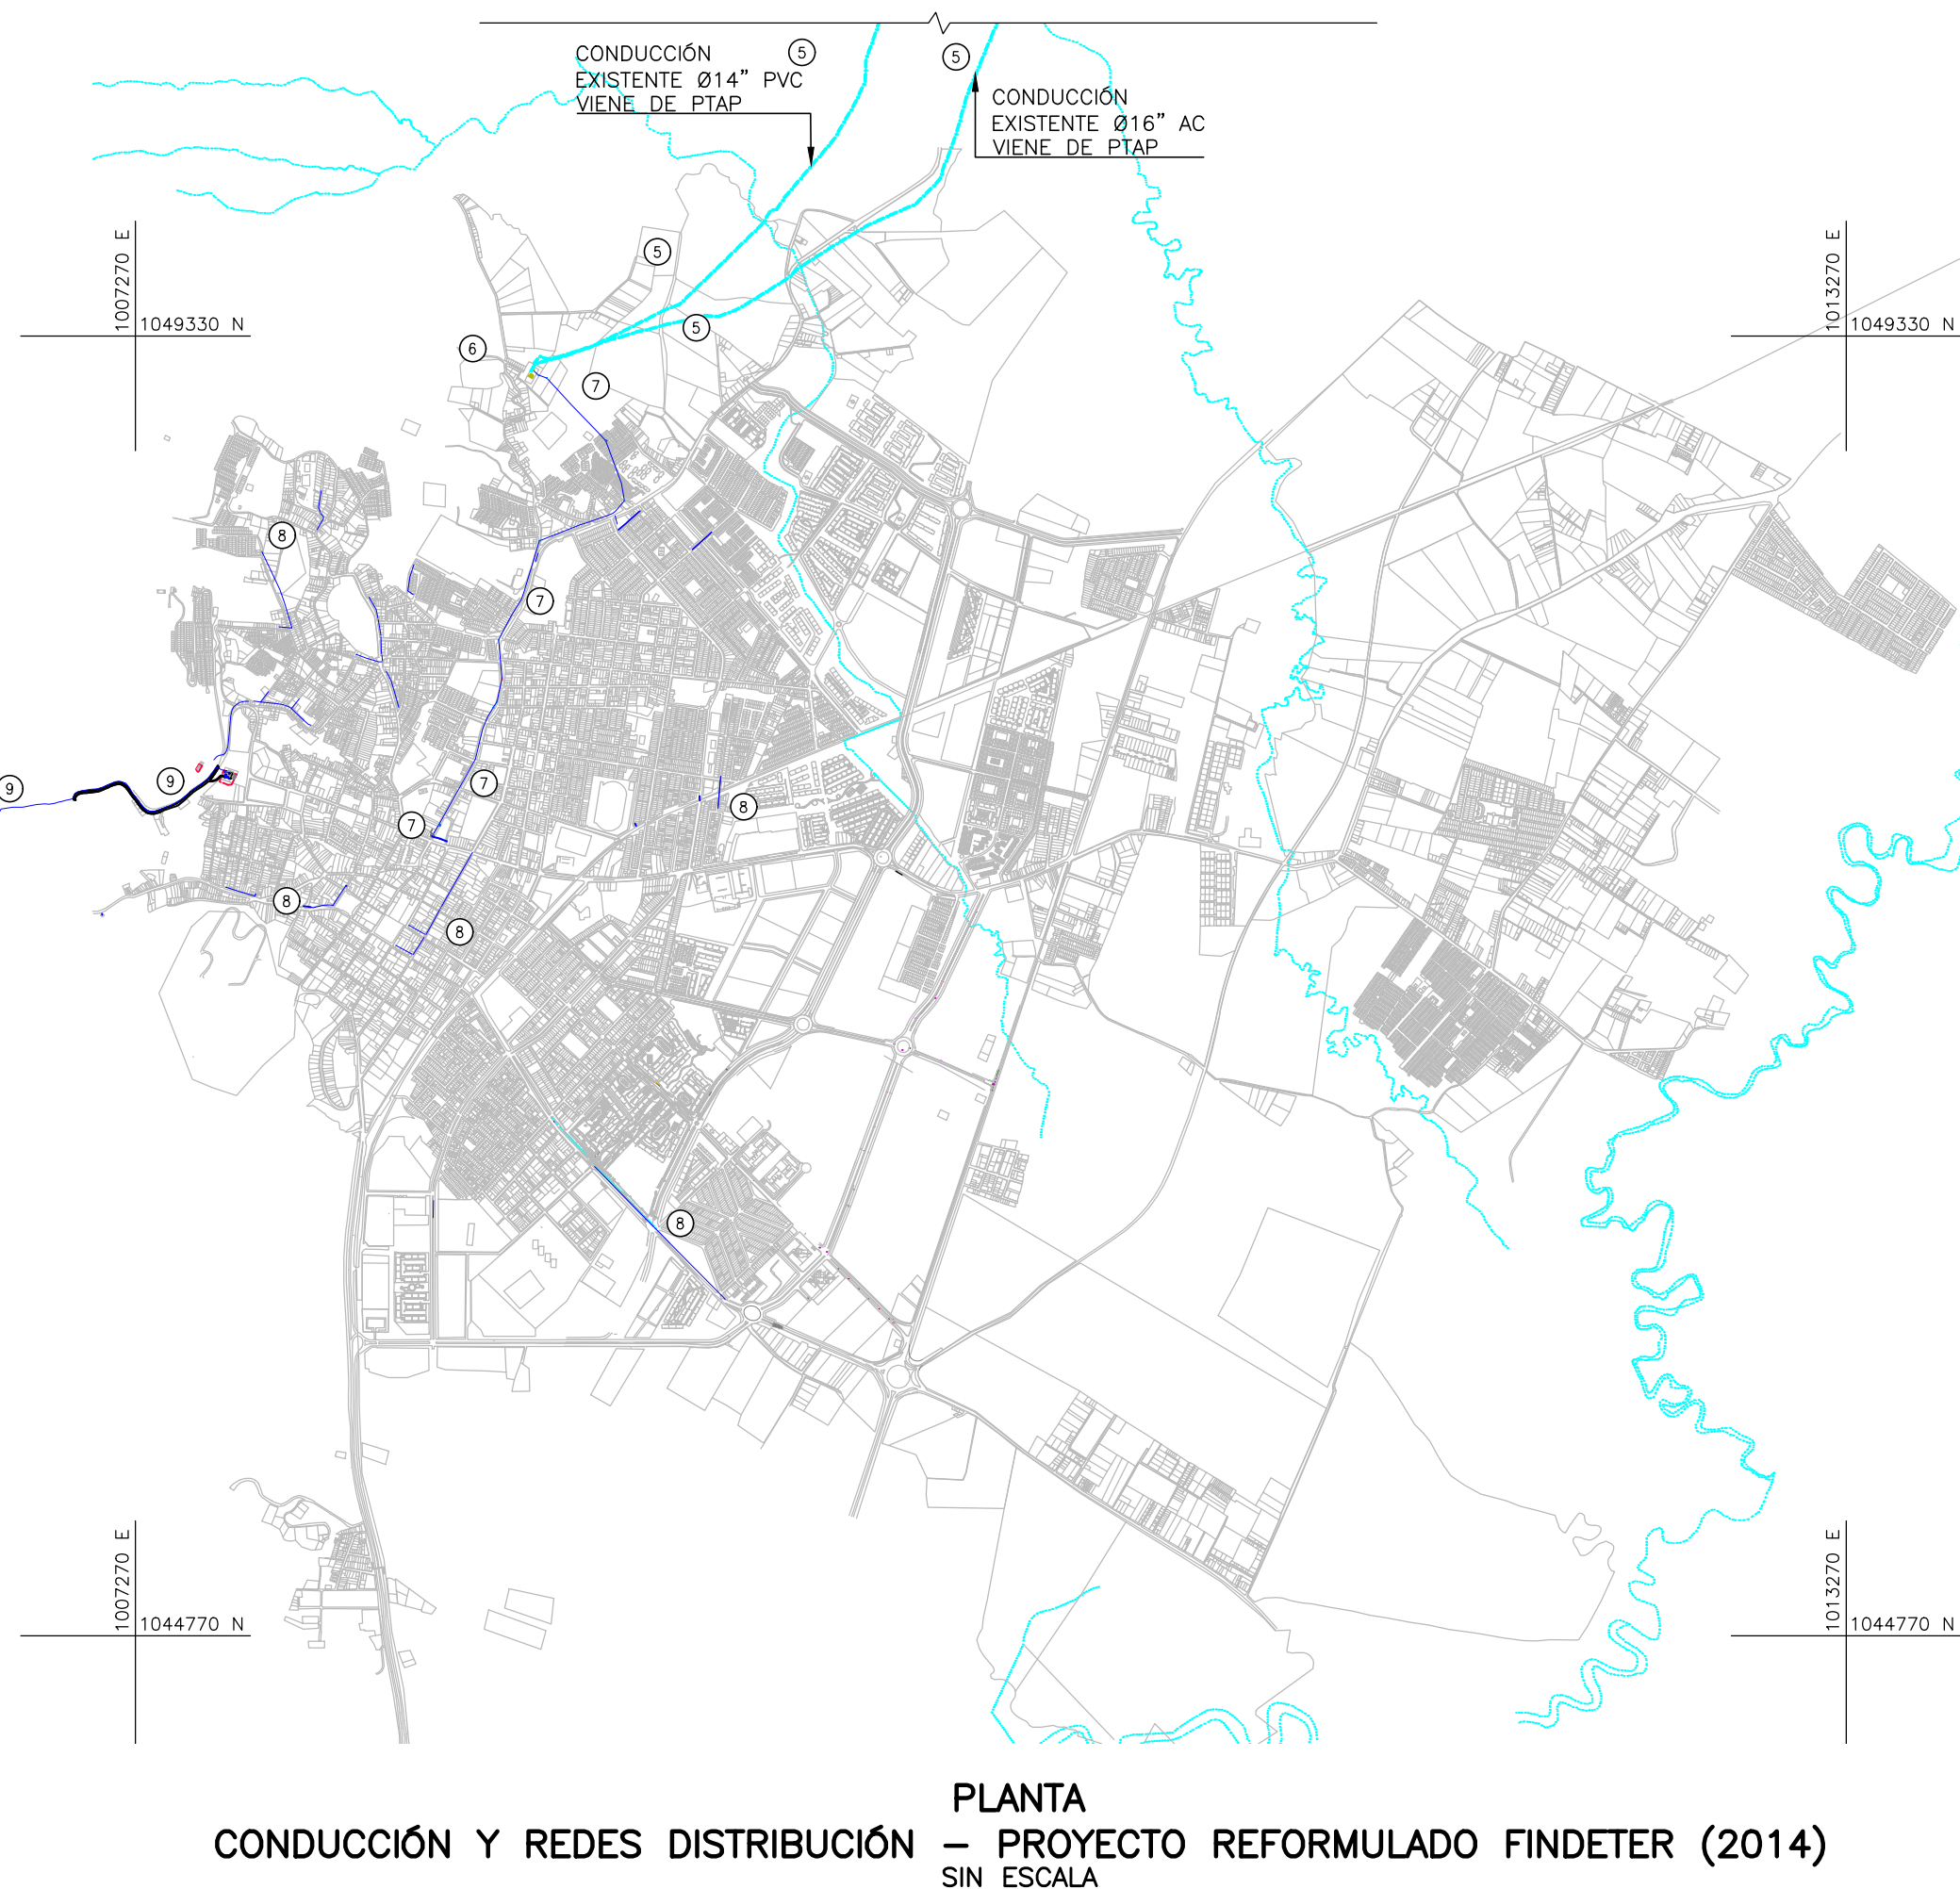 CONDUCCIÓN
EXISTENTE Ø14” PVC
VIENE DE PTAP
5
5
CONDUCCIÓN
EXISTENTE Ø16” AC
VIENE DE PTAP
1007270 E
1049330 N
1013270 E
1049330 N
5
5
6
7
8
7
9
9
7
7
8
8
8
8
1007270 E
1044770 N
1013270 E
1044770 N
PLANTA
CONDUCCIÓN Y REDES DISTRIBUCIÓN – PROYECTO REFORMULADO FINDETER (2014)
SIN ESCALA